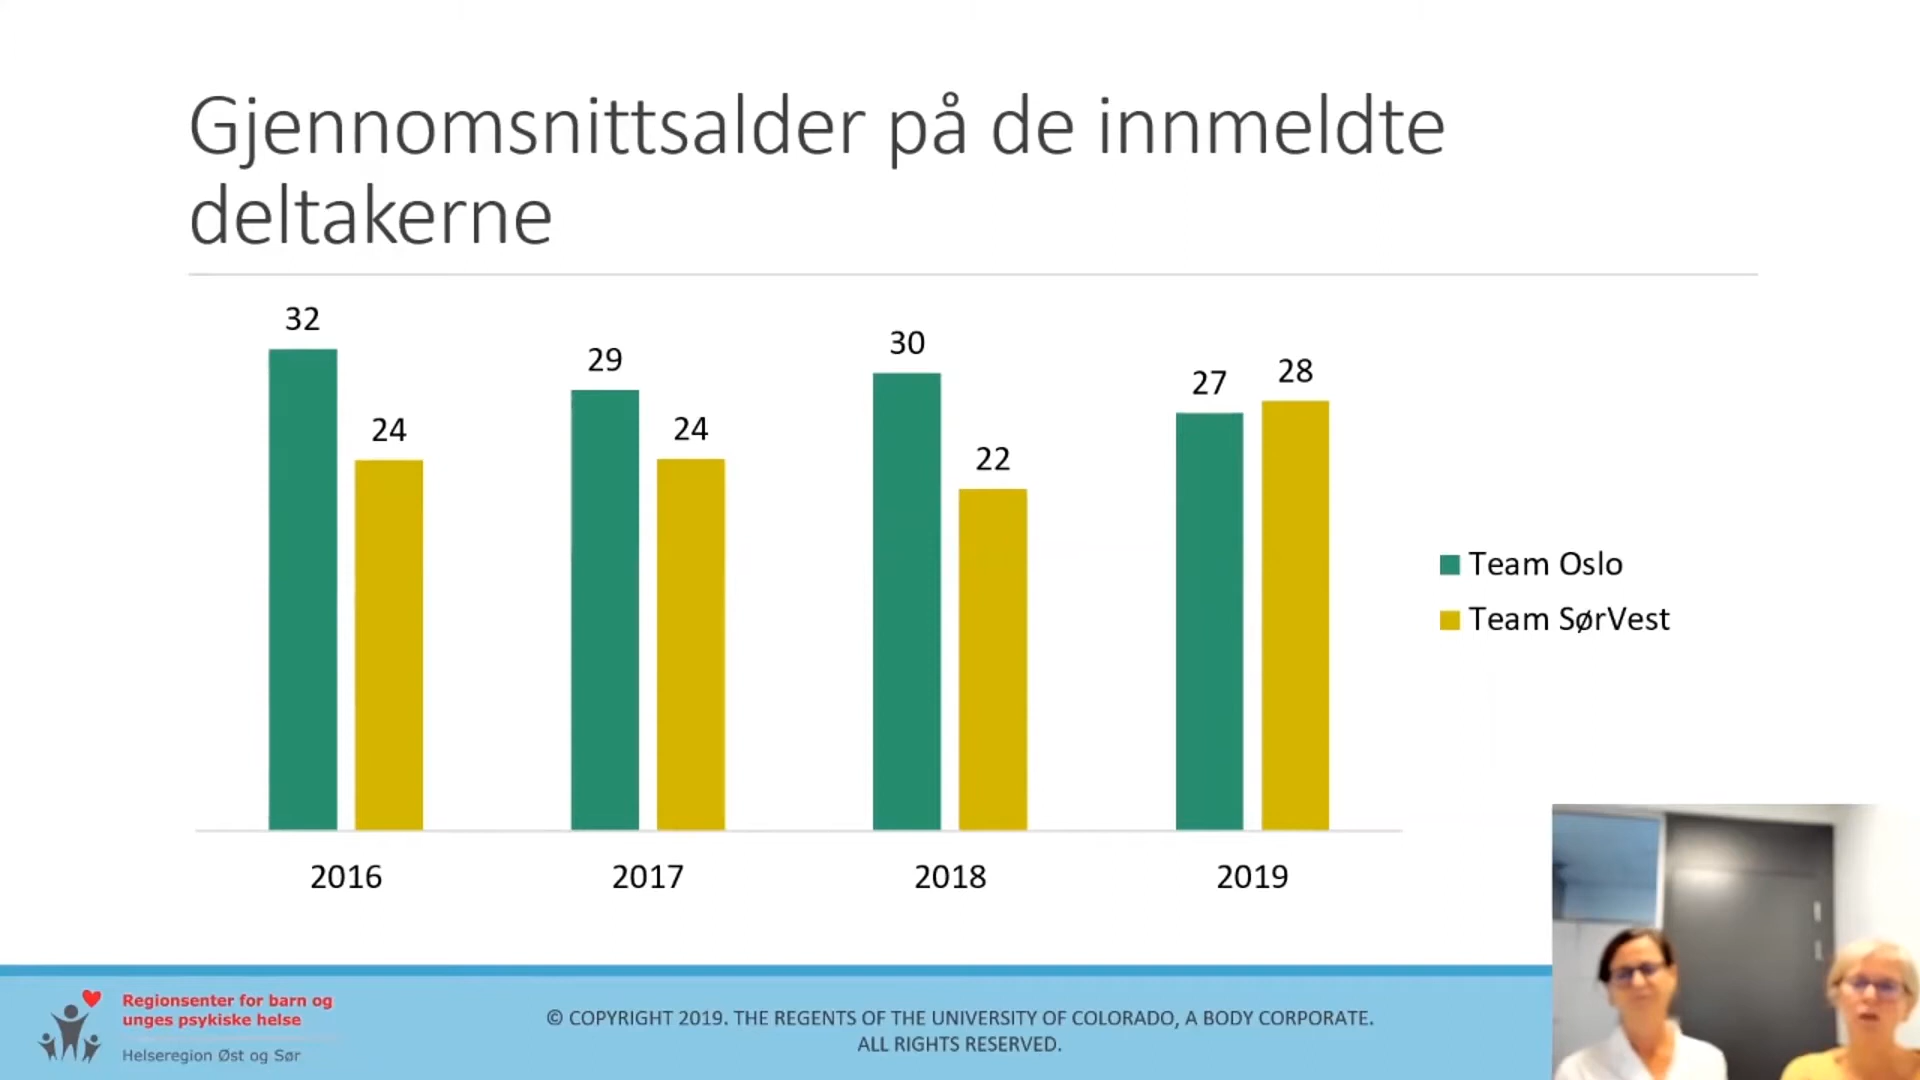 Gjennomsnittsalder på de innmeldte
deltakerne
32
24
29
24
30
22
27
28
Team Oslo
Team SørVest
2016
2017
2018
2019
Regionsenter for barn og
unges psykiske helse
Helseregion Øst og Sør
© COPYRIGHT 2019. THE REGENTS OF THE UNIVERSITY OF COLORADO, A BODY CORPORATE.
ALL RIGHTS RESERVED.